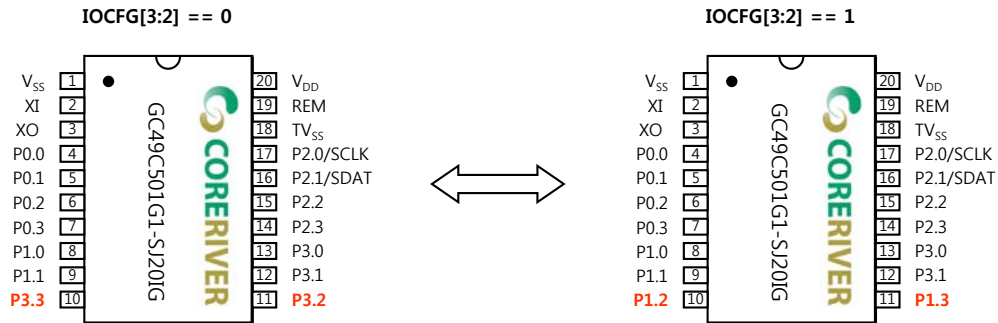 IOCFG[3:2] == 0
V_SS 1
XI 2
XO 3
P0.0 4
P0.1 5
P0.2 6
P0.3 7
P1.0 8
P1.1 9
P3.3 10
GC49C501G1-SJ20IG
CORERIVER
20 V_DD
19 REM
18 TV_SS
17 P2.0/SCLK
16 P2.1/SDAT
15 P2.2
14 P2.3
13 P3.0
12 P3.1
11 P3.2
IOCFG[3:2] == 1
V_SS 1
XI 2
XO 3
P0.0 4
P0.1 5
P0.2 6
P0.3 7
P1.0 8
P1.1 9
P1.2 10
GC49C501G1-SJ20IG
CORERIVER
20 V_DD
19 REM
18 TV_SS
17 P2.0/SCLK
16 P2.1/SDAT
15 P2.2
14 P2.3
13 P3.0
12 P3.1
11 P1.3